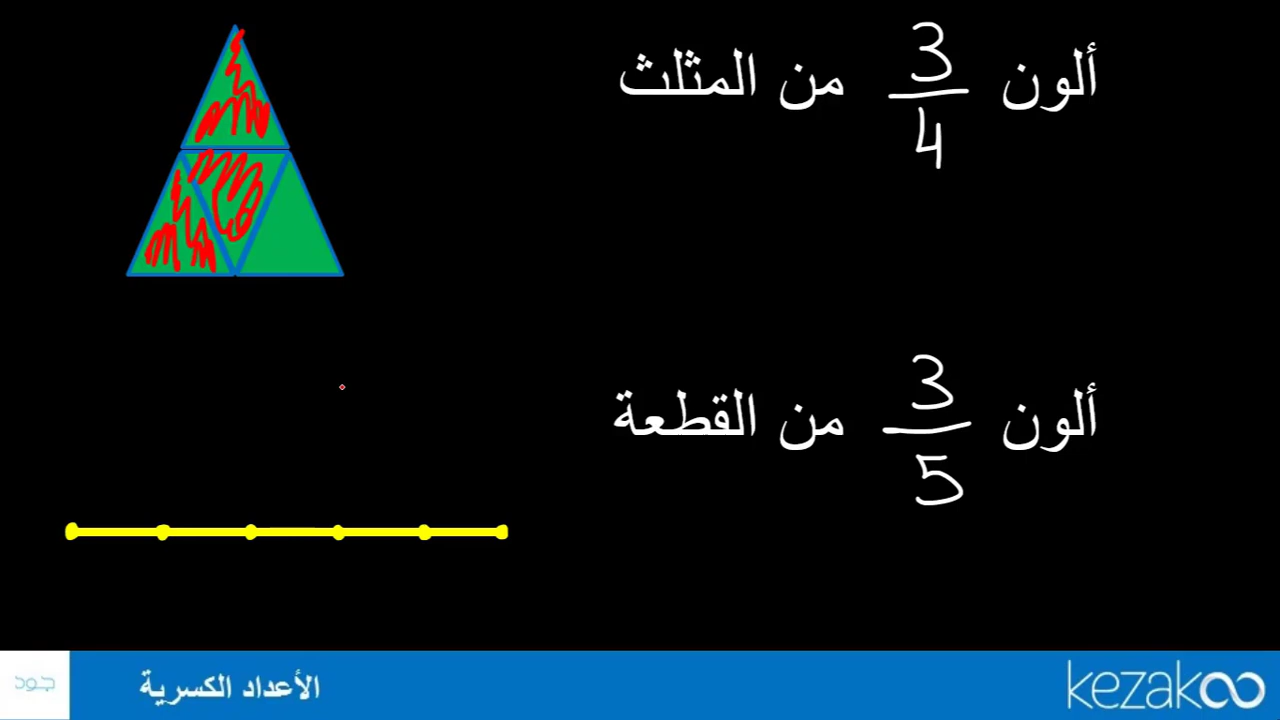 ألون 3/4 من المثلث
ألون 3/5 من القطعة
جود
الأعداد الكسرية
kezakoo